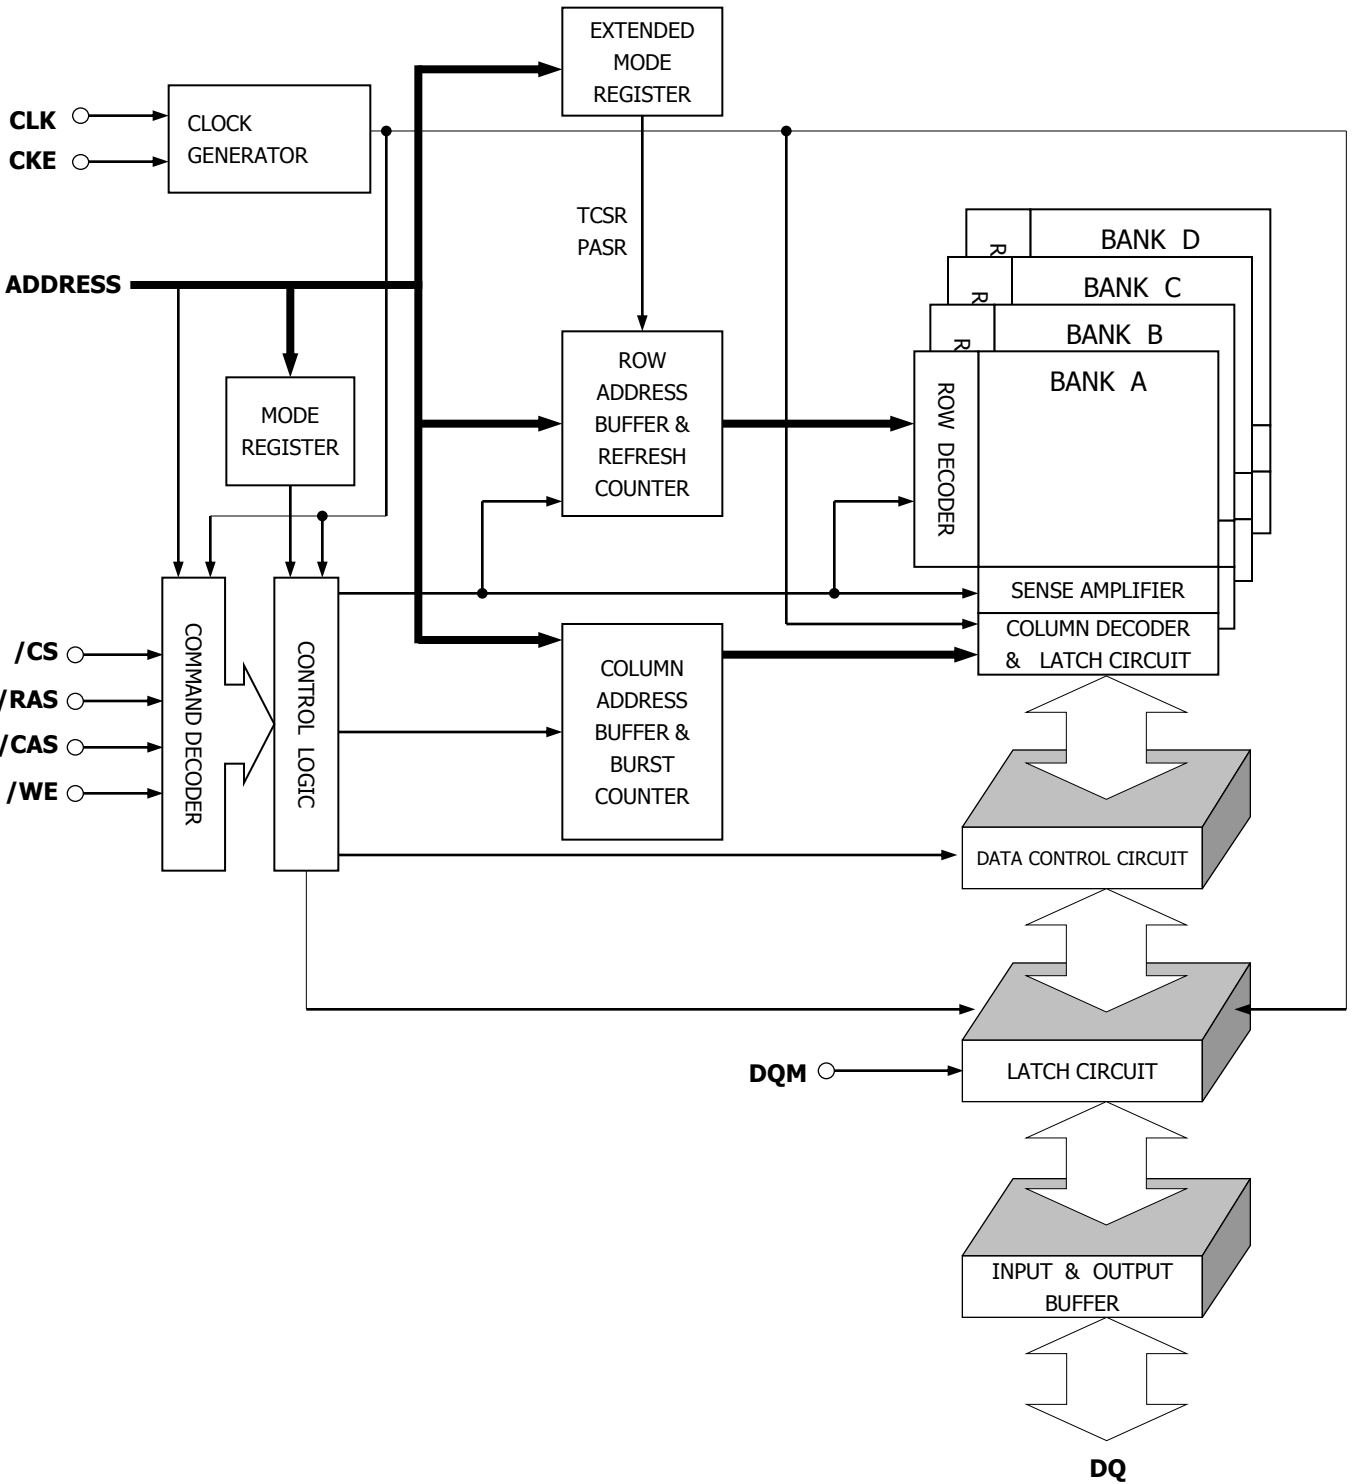 EXTENDED
MODE
REGISTER
CLK
CKE
CLOCK
GENERATOR
TCSR
PASR
ADDRESS
BANK D
R
BANK C
R
BANK B
R
BANK A
ROW DECODER
ROW
ADDRESS
BUFFER &
REFRESH
COUNTER
MODE
REGISTER
SENSE AMPLIFIER
COLUMN DECODER
& LATCH CIRCUIT
/CS
/RAS
/CAS
/WE
COMMAND DECODER
CONTROL LOGIC
COLUMN
ADDRESS
BUFFER &
BURST
COUNTER
DATA CONTROL CIRCUIT
DQM
LATCH CIRCUIT
INPUT & OUTPUT
BUFFER
DQ